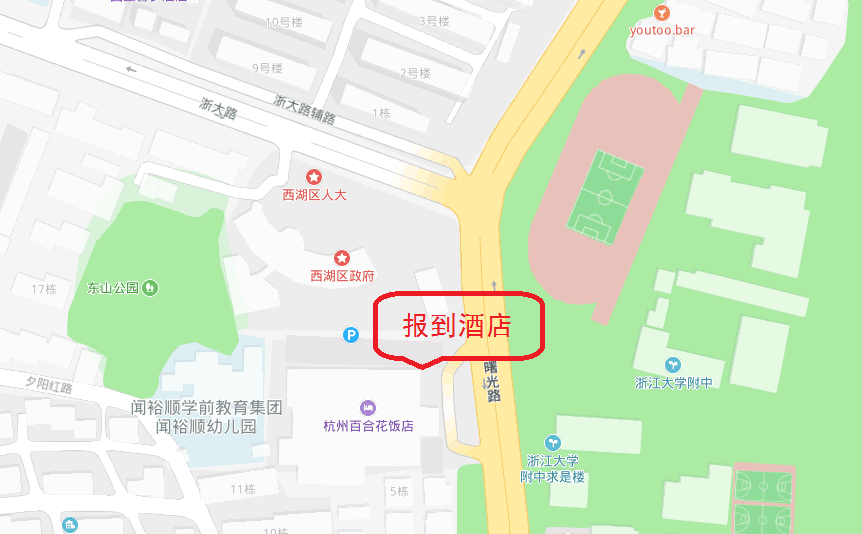 10号楼
3号楼
youtoo.bar
9号楼
2号楼
浙大路
浙大路辅路
1栋
西湖区人大
西湖区政府
17栋
东山公园
报到酒店
P
曙光路
浙江大学附中
夕阳红路
闻裕顺学前教育集团
闻裕顺幼儿园
杭州百合花饭店
浙江大学
附中求是楼
11栋
5栋
10栋